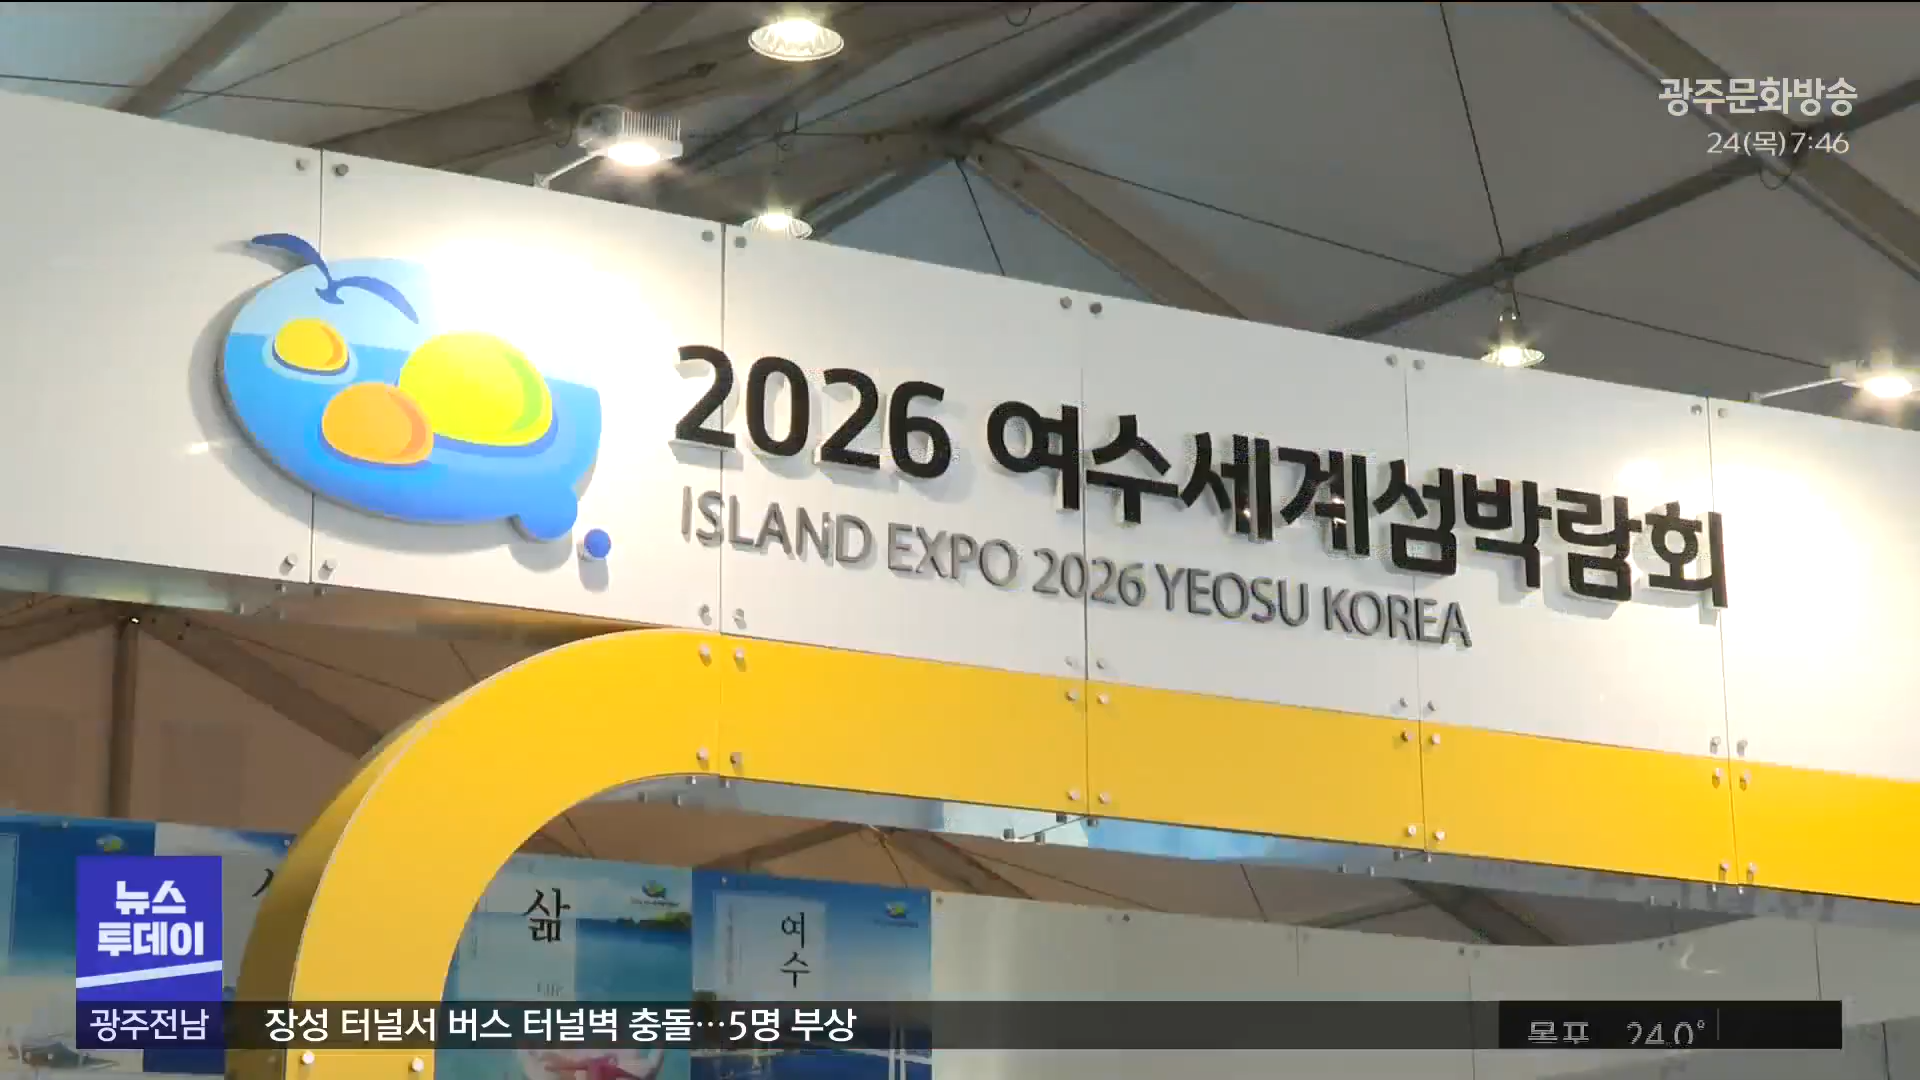 광주문화방송
24(목) 7:46
2026 여수세계섬박람회
ISLAND EXPO 2026 YEOSU KOREA
삶
Life
여수
뉴스
투데이
광주전남
장성 터널서 버스 터널벽 충돌…5명 부상
목포 24.0°